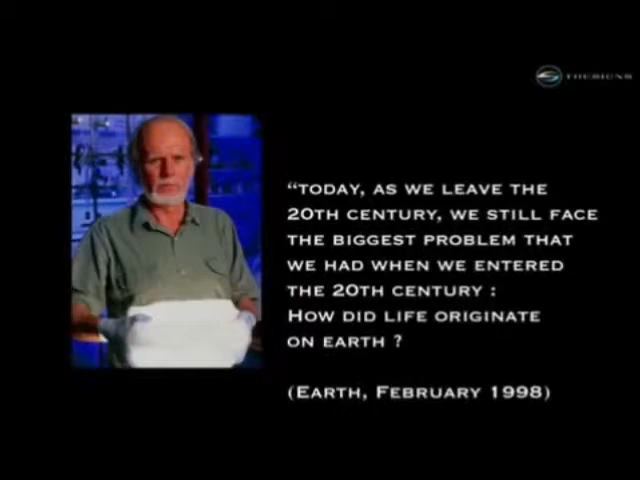 THESIGNS
“TODAY, AS WE LEAVE THE
20TH CENTURY, WE STILL FACE
THE BIGGEST PROBLEM THAT
WE HAD WHEN WE ENTERED
THE 20TH CENTURY :
HOW DID LIFE ORIGINATE
ON EARTH ?
(EARTH, FEBRUARY 1998)